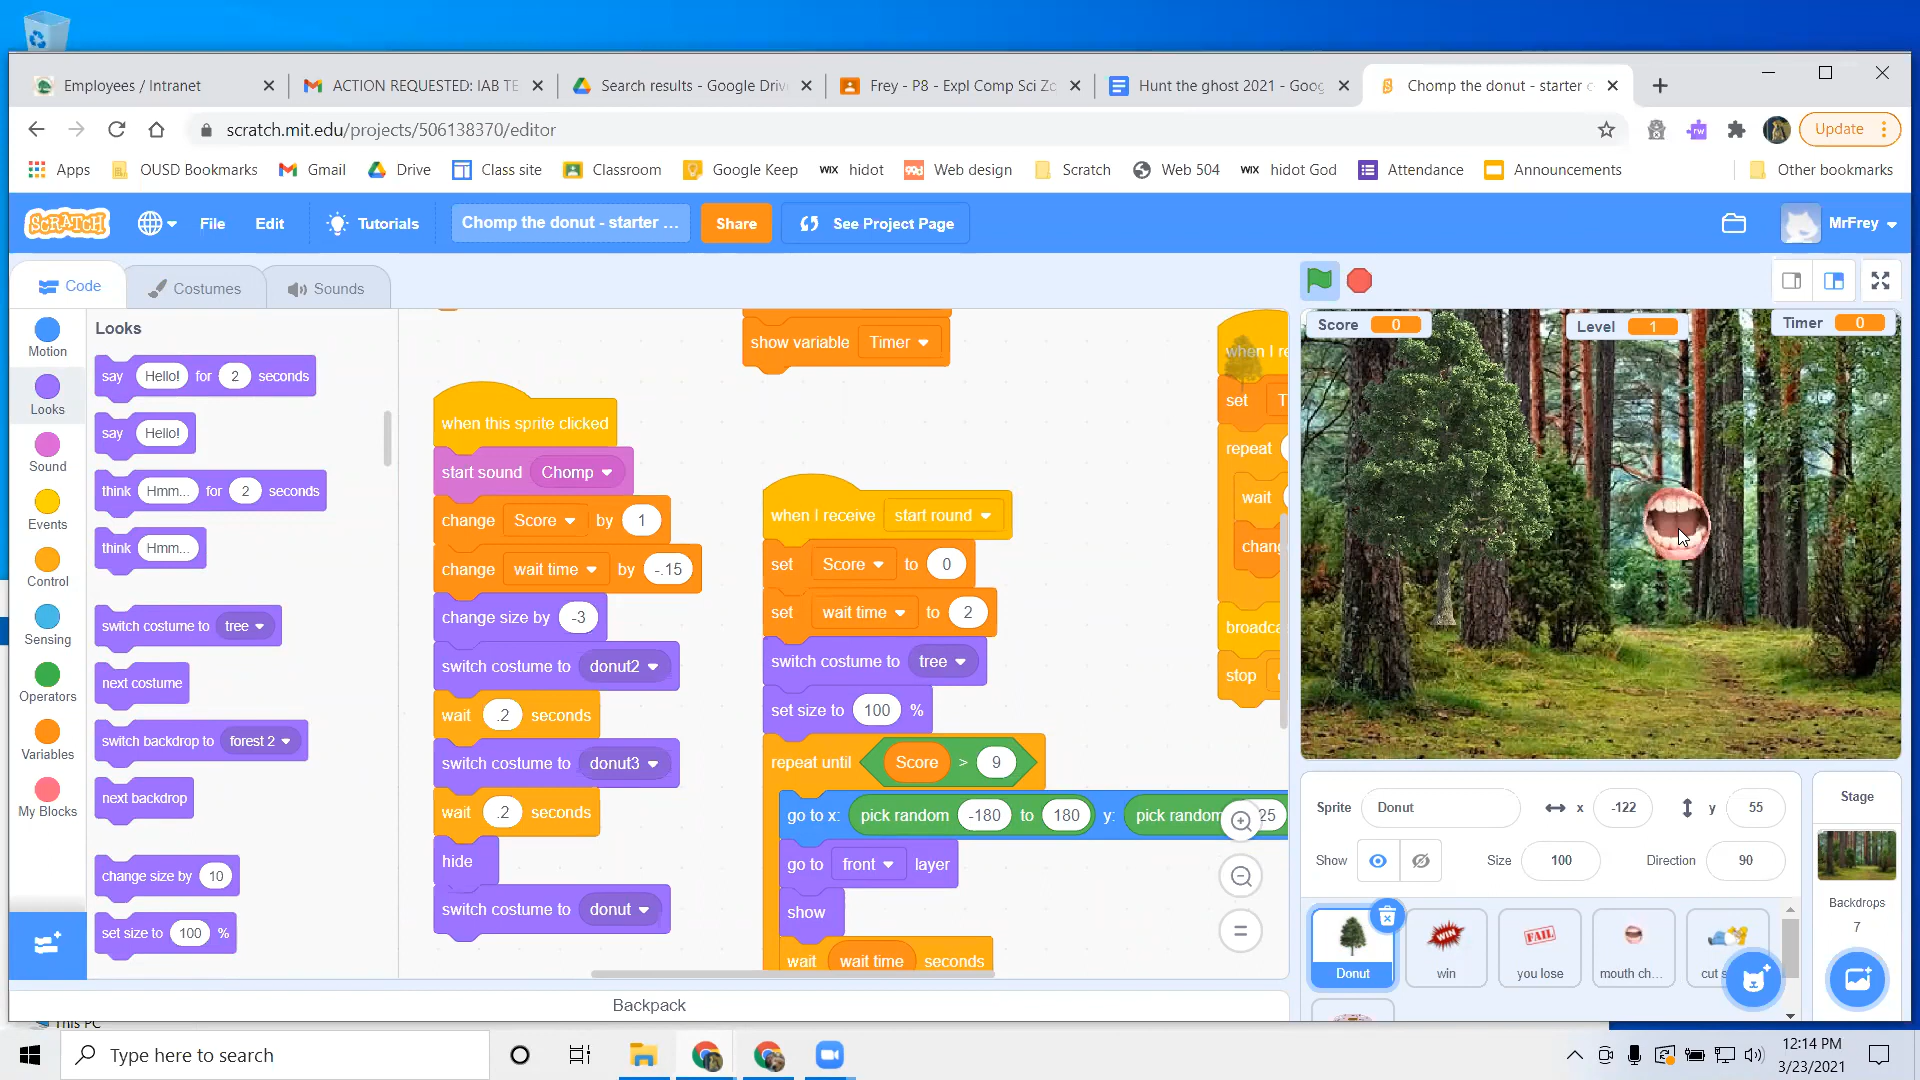 Employees / Intranet
ACTION REQUESTED: IAB TE
Search results - Google Driv
Frey - P8 - Expl Comp Sci Zo
Hunt the ghost 2021 - Goog
Chomp the donut - starter c
scratch.mit.edu/projects/506138370/editor
Update
Apps
OUSD Bookmarks
Gmail
Drive
Class site
Classroom
Google Keep
WIX hidot
Web design
Scratch
Web 504
WIX hidot God
Attendance
Announcements
Other bookmarks
SCRATCH
File
Edit
Tutorials
Chomp the donut - starter ...
Share
See Project Page
MrFrey
Code
Costumes
Sounds
Motion
Looks
Sound
Events
Control
Sensing
Operators
Variables
My Blocks
Looks
say Hello! for 2 seconds
say Hello!
think Hmm... for 2 seconds
think Hmm...
switch costume to tree
next costume
switch backdrop to forest 2
next backdrop
change size by 10
set size to 100 %
show variable Timer
when this sprite clicked
start sound Chomp
change Score by 1
change wait time by -.15
change size by -3
switch costume to donut2
wait .2 seconds
switch costume to donut3
wait .2 seconds
hide
switch costume to donut
when I receive start round
set Score to 0
set wait time to 2
switch costume to tree
set size to 100 %
repeat until Score > 9
go to x: pick random -180 to 180 y: pick random 25
go to front layer
show
wait wait time seconds
when I re
set T
repeat
wait
chang
broadca
stop
Score 0
Level 1
Timer 0
Sprite Donut x -122 y 55
Show Size 100 Direction 90
Donut
win
you lose
mouth ch...
cut s
WIN
FAIL
Stage
Backdrops
7
Backpack
This PC
Type here to search
12:14 PM
3/23/2021